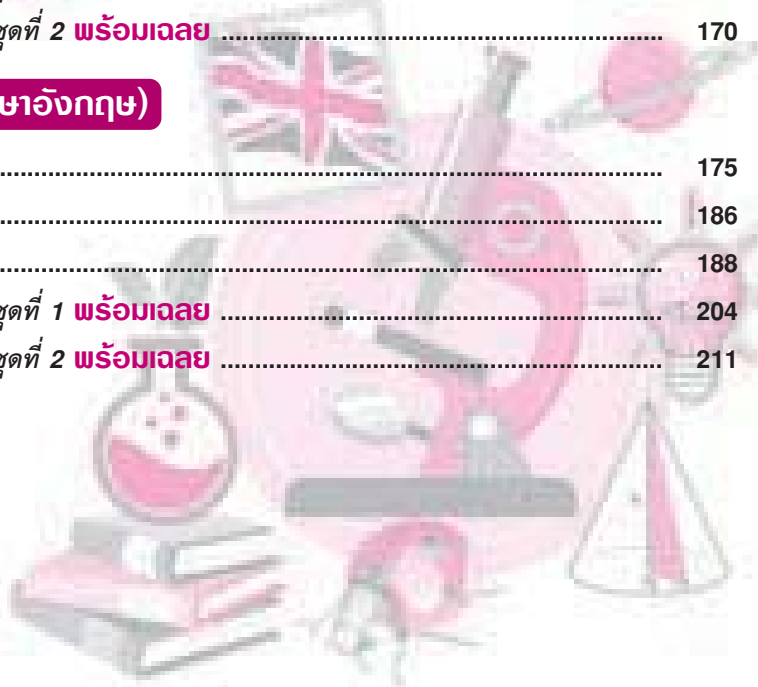 ชุดที่ 2 พร้อมเฉลย ................................................................ 170
ษาอังกฤษ)
................................................................ 175
................................................................ 186
................................................................ 188
ชุดที่ 1 พร้อมเฉลย ................................................................ 204
ชุดที่ 2 พร้อมเฉลย ................................................................ 211